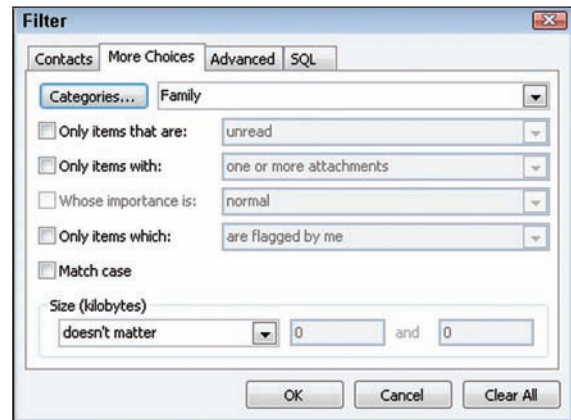 Filter
Contacts More Choices Advanced SQL
Categories... Family
Only items that are: unread
Only items with: one or more attachments
Whose importance is: normal
Only items which: are flagged by me
Match case
Size (kilobytes)
doesn't matter 0 and 0
OK Cancel Clear All